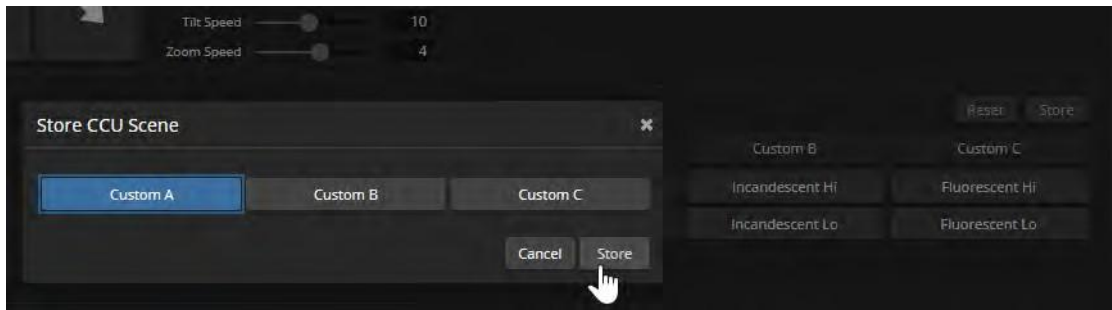 Tilt Speed 10
Zoom Speed 4
Reset Store
Store CCU Scene ×
Custom B Custom C
Custom A Custom B Custom C
Incandescent Hi Fluorescent Hi
Incandescent Lo Fluorescent Lo
Cancel Store